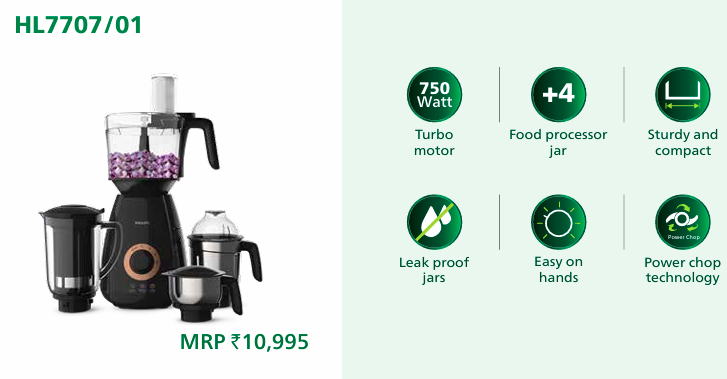 HL7707/01
PHILIPS
MRP ₹10,995
750
Watt
Turbo
motor
+4
Food processor
jar
Sturdy and
compact
Leak proof
jars
Easy on
hands
Power Chop
Power chop
technology